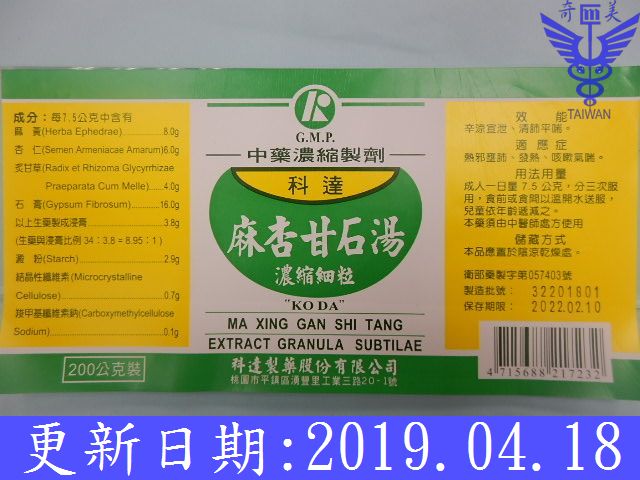 奇美
TAIWAN
成分：每7.5公克中含有
麻　黃(Herba Ephedrae)............8.0g
杏　仁(Semen Armeniacae Amarum)6.0g
炙甘草(Radix et Rhizoma Glycyrrhizae
Praeparata Cum Melle).....4.0g
石　膏(Gypsum Fibrosum)..........16.0g
以上生藥製成浸膏........................3.8g
(生藥與浸膏比例 34：3.8 = 8.95：1)
澱　粉(Starch)............................2.9g
結晶性纖維素(Microcrystalline
Cellulose)...................................0.7g
羧甲基纖維素鈉(Carboxymethylcellulose
Sodium)......................................0.1g
200公克裝
G.M.P.
中藥濃縮製劑
科達
麻杏甘石湯
濃縮細粒
"KO DA"
MA XING GAN SHI TANG
EXTRACT GRANULA SUBTILAE
科達製藥股份有限公司
桃園市平鎮區湧豐里工業三路20-1號
效　能
辛涼宣泄、清肺平喘。
適應症
熱邪壅肺、發熱、咳嗽氣喘。
用法用量
成人一日量7.5公克，分三次服
用，食前或食間以溫開水送服，
兒童依年齡遞減之。
本藥須由中醫師處方使用
儲藏方式
本品應置於陰涼乾燥處。
衛部藥製字第057403號
製造批號： 32201801
保存期限： 2022.02.10
4 715688 217232
更新日期:2019.04.18